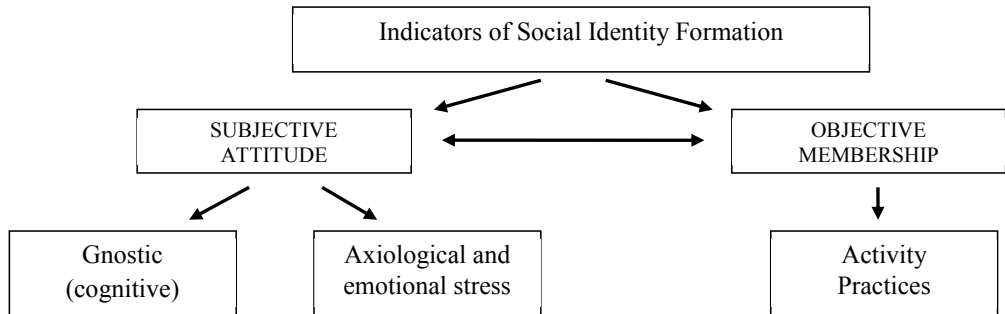 Indicators of Social Identity Formation
SUBJECTIVE
ATTITUDE
OBJECTIVE
MEMBERSHIP
Gnostic
(cognitive)
Axiological and
emotional stress
Activity
Practices